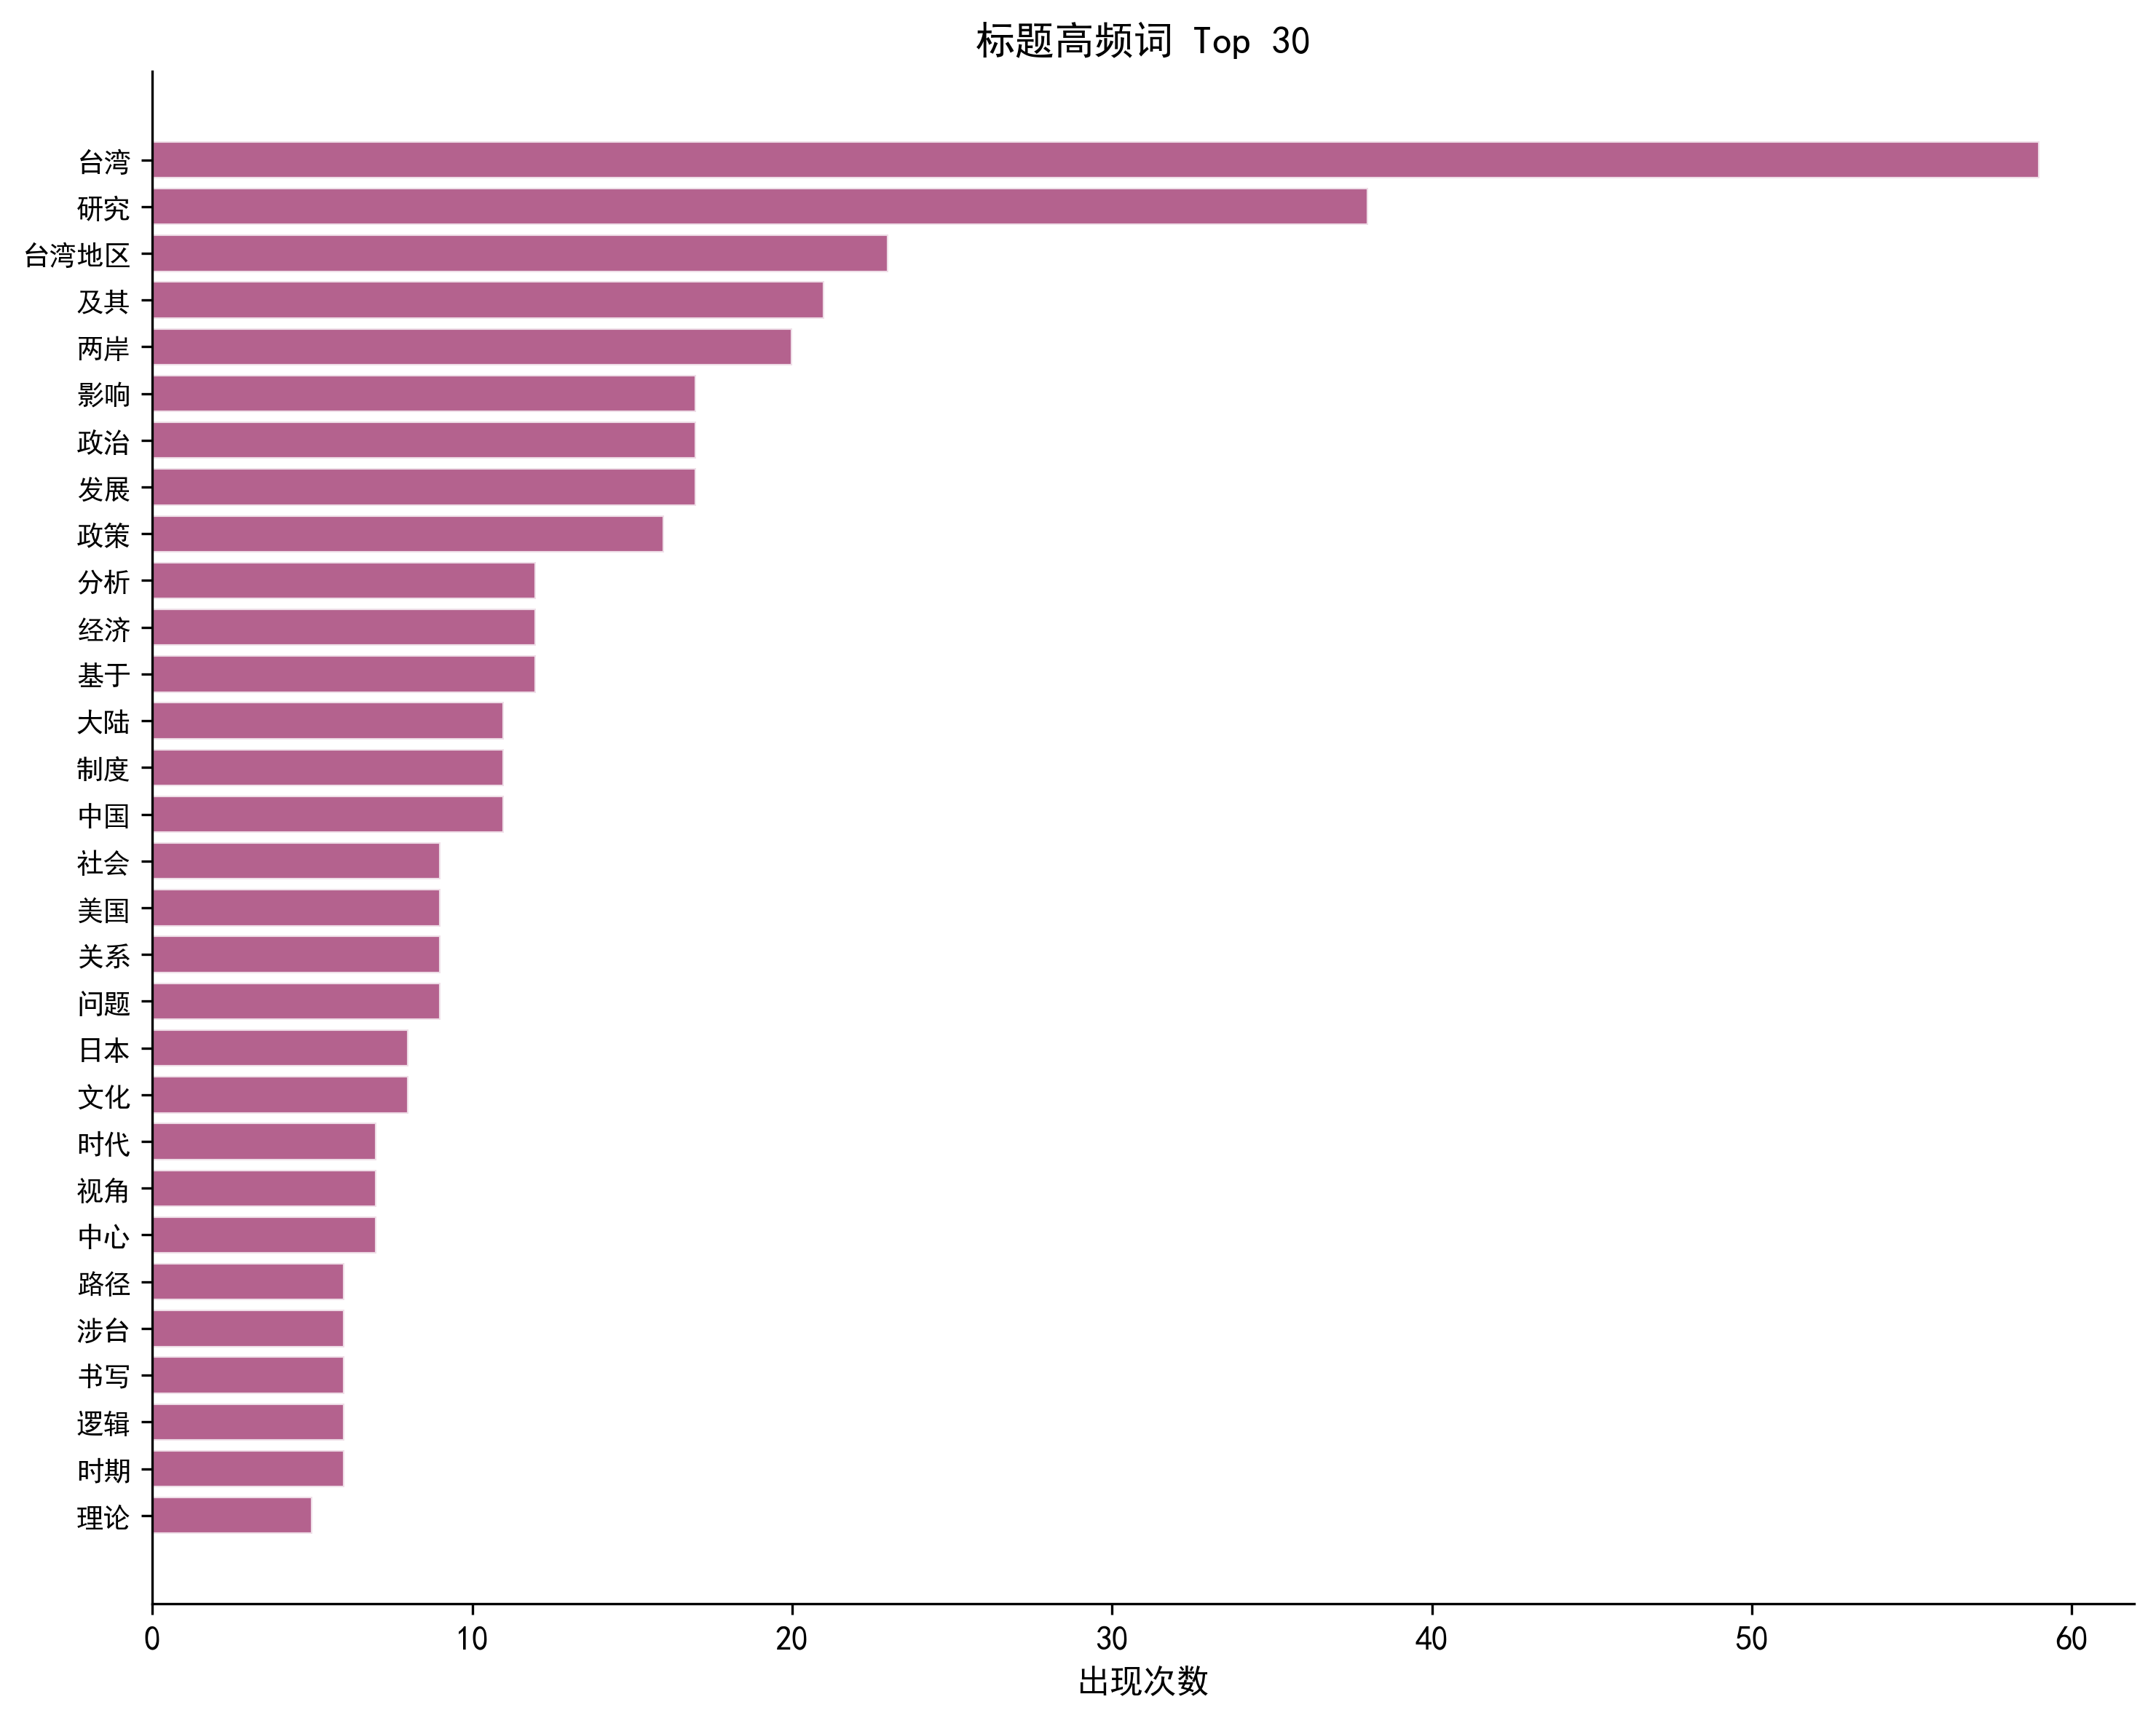 标题高频词 Top 30
台湾
研究
台湾地区
及其
两岸
影响
政治
发展
政策
分析
经济
基于
大陆
制度
中国
社会
美国
关系
问题
日本
文化
时代
视角
中心
路径
涉台
书写
逻辑
时期
理论
0 10 20 30 40 50 60
出现次数